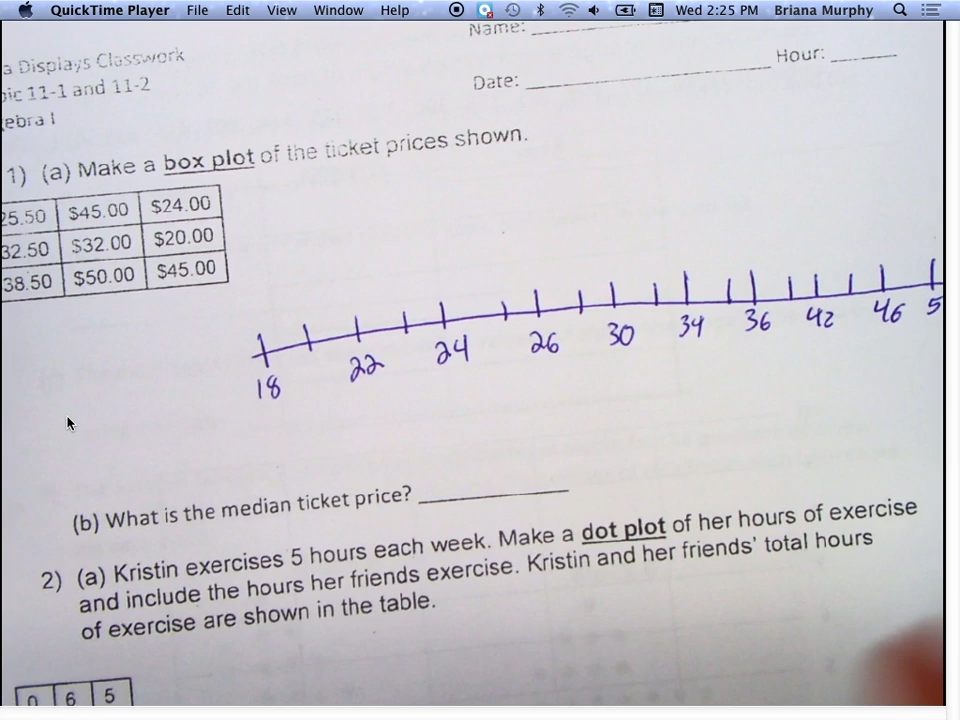 QuickTime Player File Edit View Window Help Wed 2:25 PM Briana Murphy
Name:
a Displays Classwork
Hour:
Date:
pic 11-1 and 11-2
ebra I
1) (a) Make a box plot of the ticket prices shown.
25.50 $45.00 $24.00
32.50 $32.00 $20.00
38.50 $50.00 $45.00
18 22 24 26 30 34 36 42 46 5
(b) What is the median ticket price?
2) (a) Kristin exercises 5 hours each week. Make a dot plot of her hours of exercise
and include the hours her friends exercise. Kristin and her friends' total hours
of exercise are shown in the table.
0 6 5